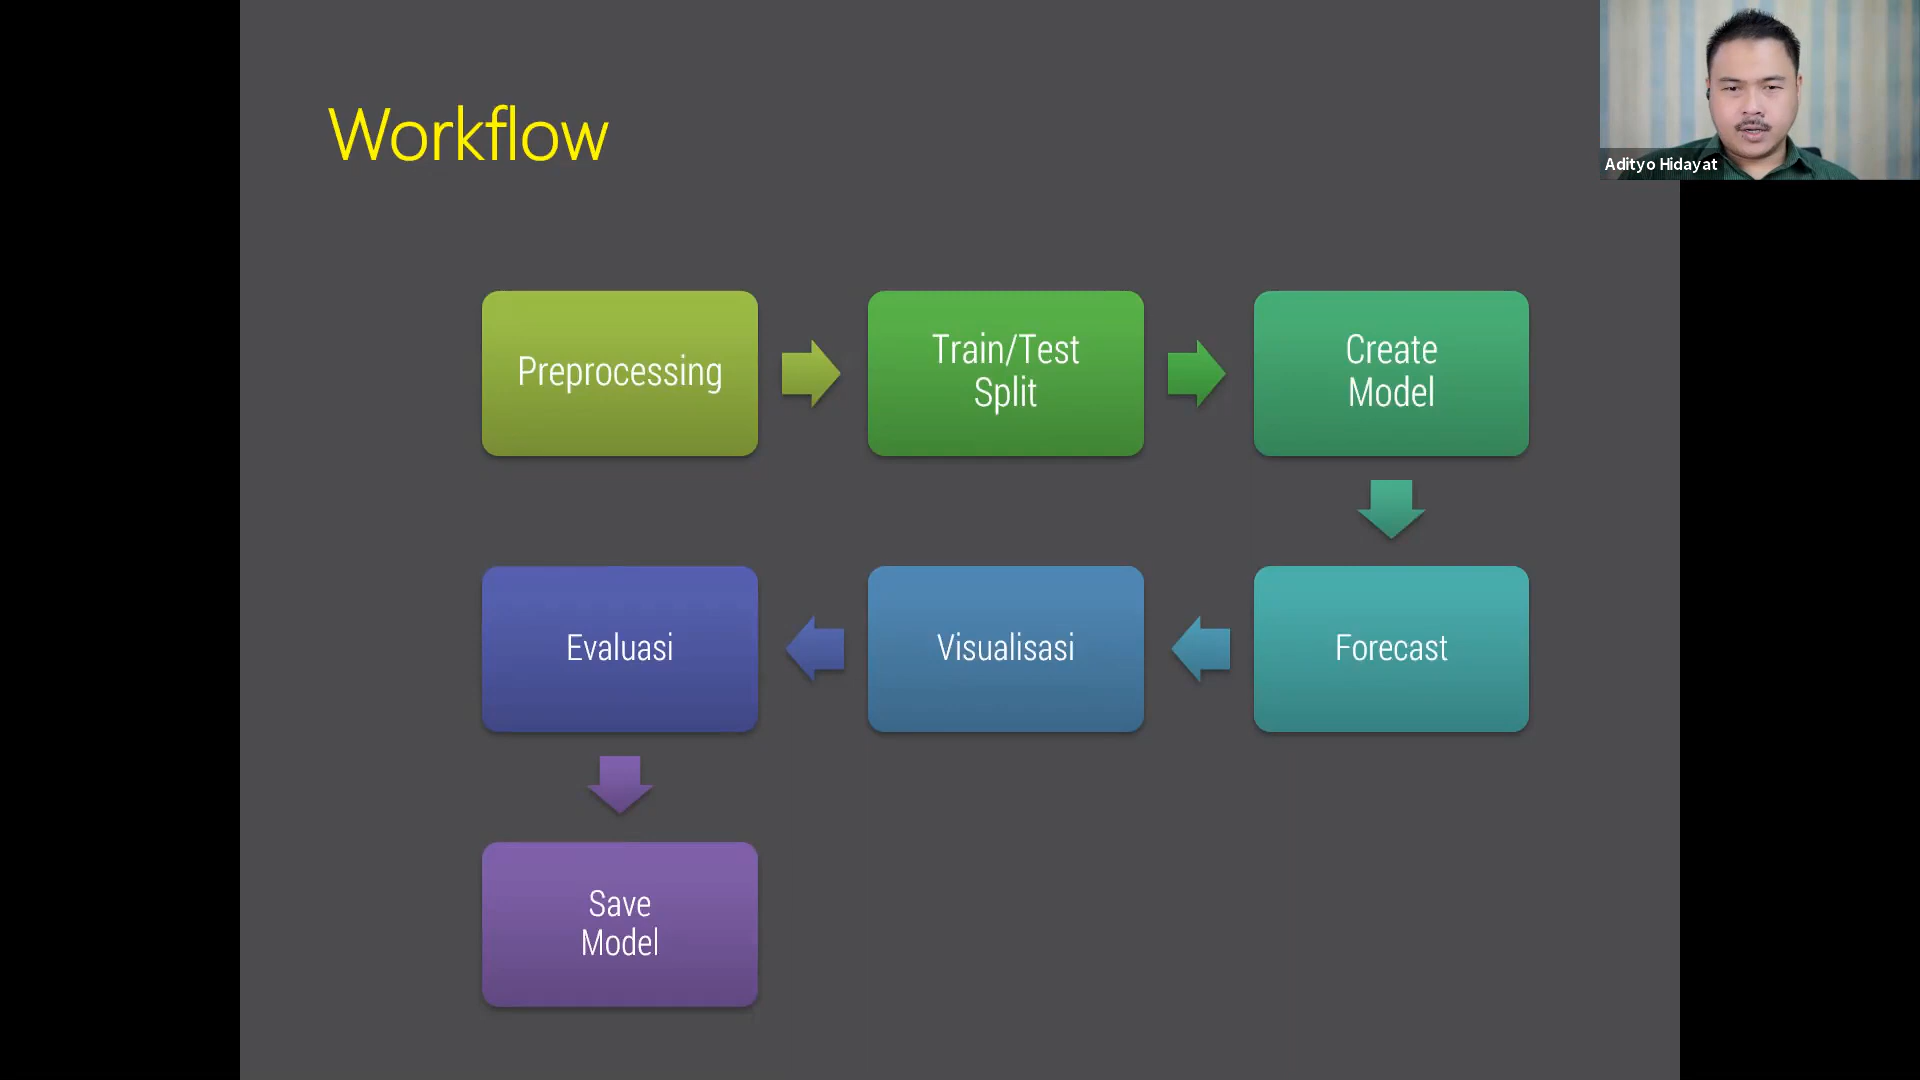 Workflow
Adityo Hidayat
Preprocessing
Train/Test
Split
Create
Model
Forecast
Visualisasi
Evaluasi
Save
Model